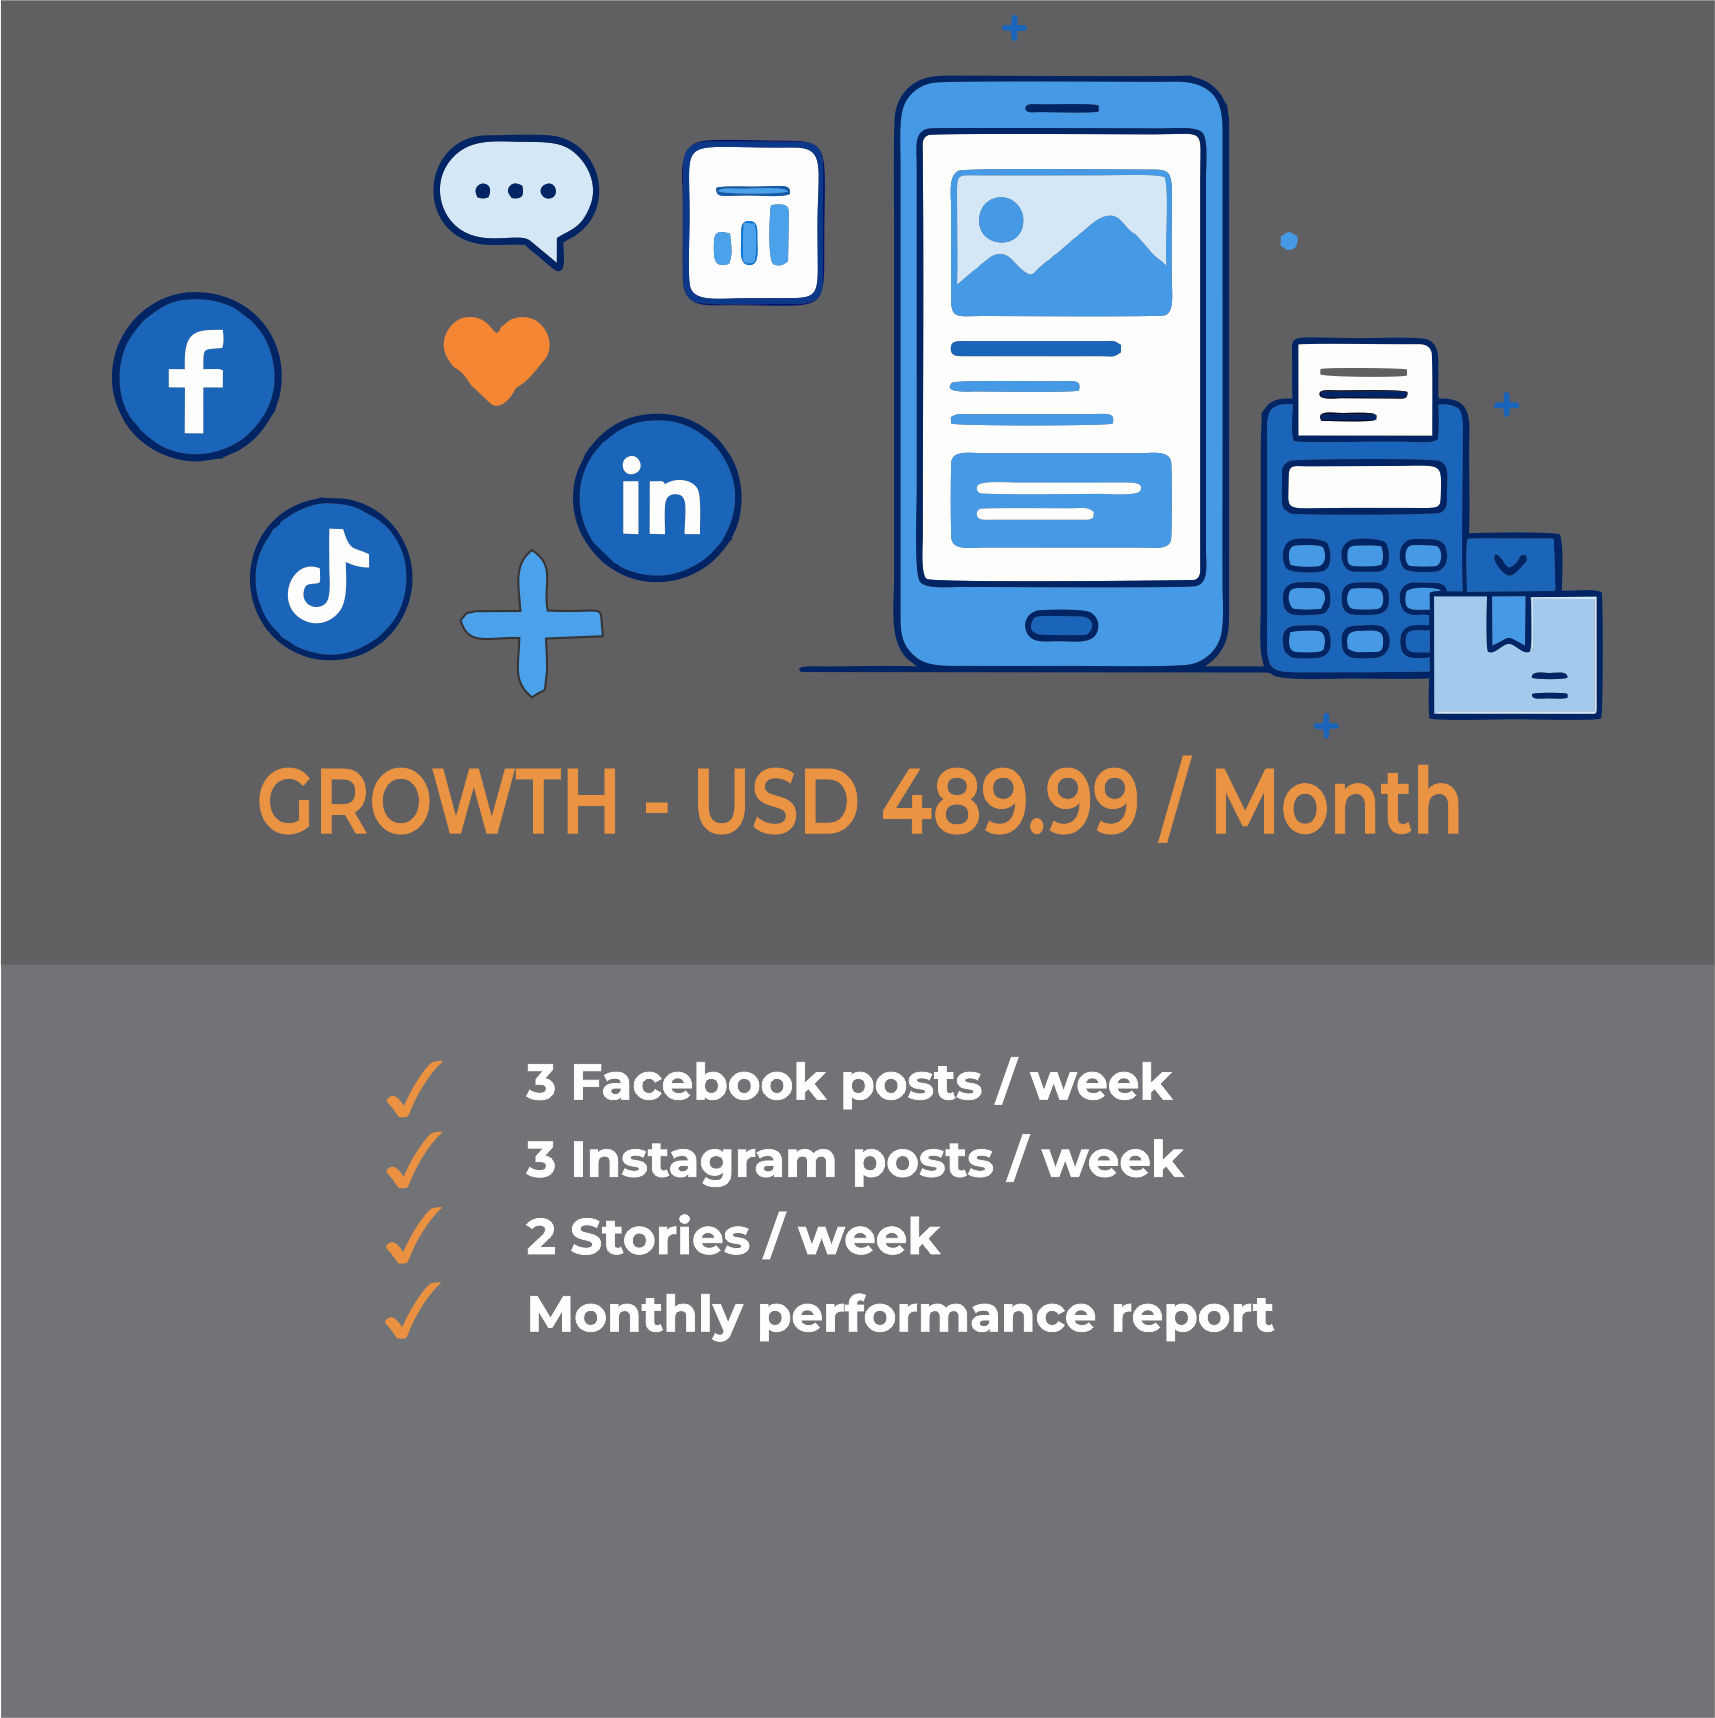 in
GROWTH - USD 489.99 / Month
3 Facebook posts / week
3 Instagram posts / week
2 Stories / week
Monthly performance report